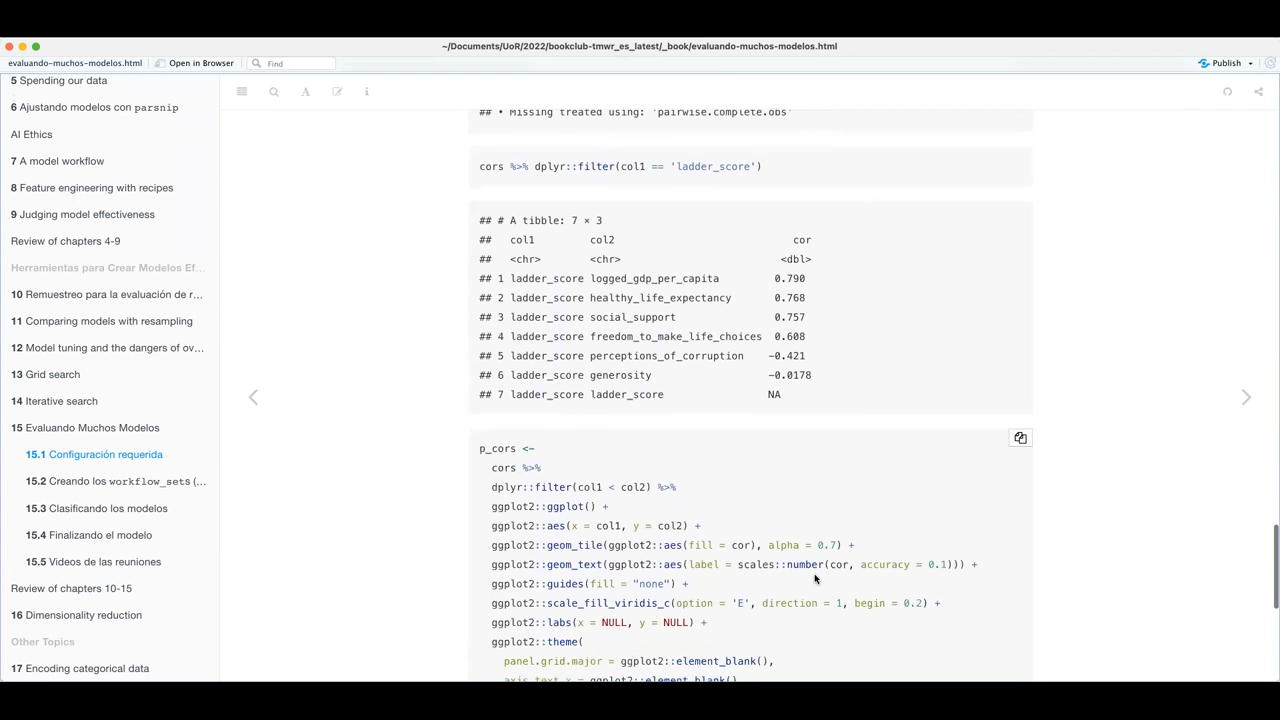 ~/Documents/UoR/2022/bookclub-tmwr_es_latest/_book/evaluando-muchos-modelos.html
evaluando-muchos-modelos.html
Open in Browser
Find
Publish
5 Spending our data
6 Ajustando modelos con parsnip
AI Ethics
7 A model workflow
8 Feature engineering with recipes
9 Judging model effectiveness
Review of chapters 4-9
Herramientas para Crear Modelos Ef...
10 Remuestreo para la evaluación de r...
11 Comparing models with resampling
12 Model tuning and the dangers of ov...
13 Grid search
14 Iterative search
15 Evaluando Muchos Modelos
15.1 Configuración requerida
15.2 Creando los workflow_sets (...
15.3 Clasificando los modelos
15.4 Finalizando el modelo
15.5 Videos de las reuniones
Review of chapters 10-15
16 Dimensionality reduction
Other Topics
17 Encoding categorical data
## • Missing treated using: 'pairwise.complete.obs'
cors %>% dplyr::filter(col1 == 'ladder_score')
## # A tibble: 7 × 3
## col1 col2 cor
## <chr> <chr> <dbl>
## 1 ladder_score logged_gdp_per_capita 0.790
## 2 ladder_score healthy_life_expectancy 0.768
## 3 ladder_score social_support 0.757
## 4 ladder_score freedom_to_make_life_choices 0.608
## 5 ladder_score perceptions_of_corruption -0.421
## 6 ladder_score generosity -0.0178
## 7 ladder_score ladder_score NA
p_cors <-
cors %>%
dplyr::filter(col1 < col2) %>%
ggplot2::ggplot() +
ggplot2::aes(x = col1, y = col2) +
ggplot2::geom_tile(ggplot2::aes(fill = cor), alpha = 0.7) +
ggplot2::geom_text(ggplot2::aes(label = scales::number(cor, accuracy = 0.1))) +
ggplot2::guides(fill = "none") +
ggplot2::scale_fill_viridis_c(option = 'E', direction = 1, begin = 0.2) +
ggplot2::labs(x = NULL, y = NULL) +
ggplot2::theme(
panel.grid.major = ggplot2::element_blank(),
axis.text.x = ggplot2::element_blank()